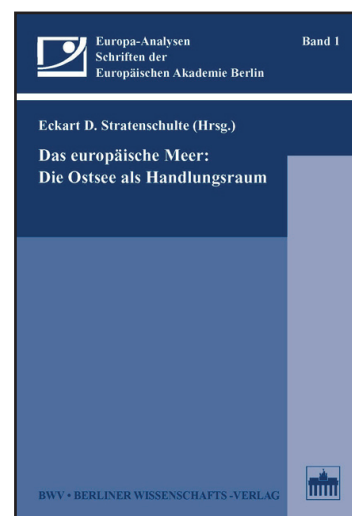 Europa-Analysen
Band 1
Schriften der
Europäischen Akademie Berlin
Eckart D. Stratenschulte (Hrsg.)
Das europäische Meer:
Die Ostsee als Handlungsraum
BWV • BERLINER WISSENSCHAFTS-VERLAG